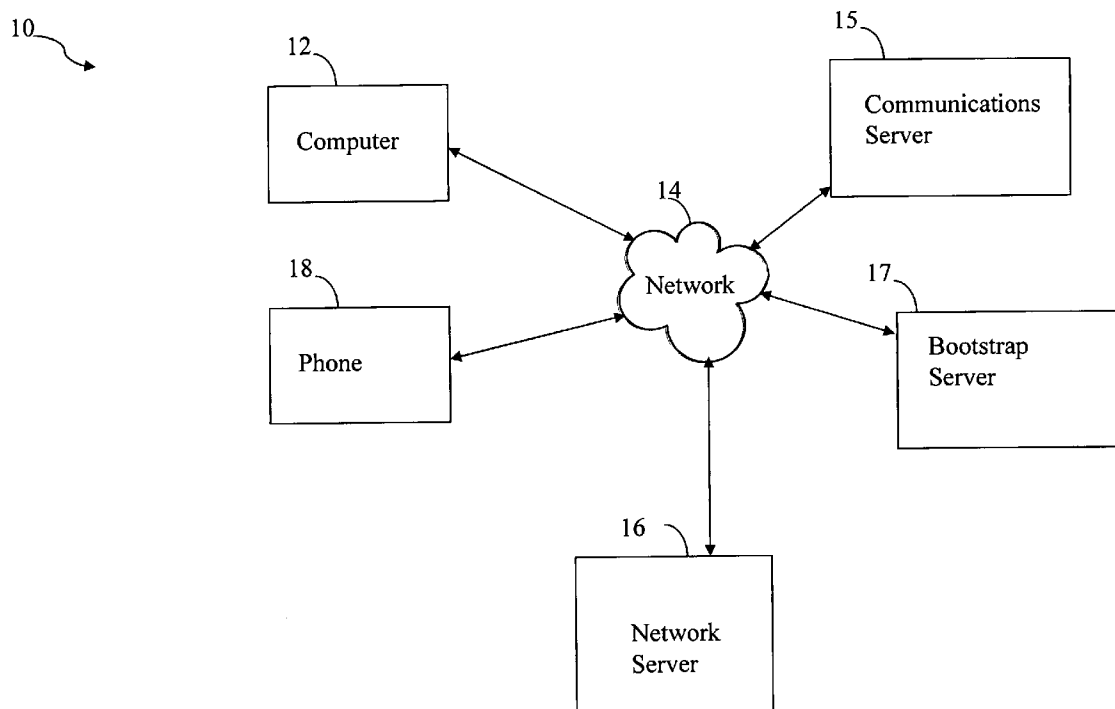 10
12
15
Computer
Communications
Server
14
Network
18
17
Phone
Bootstrap
Server
16
Network
Server